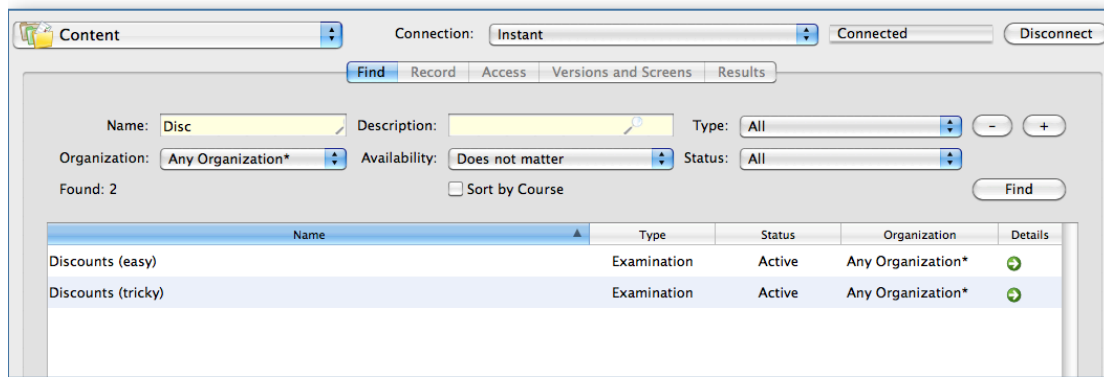 Content Connection: Instant Connected Disconnect
Find Record Access Versions and Screens Results
Name: Disc Description: Type: All - +
Organization: Any Organization* Availability: Does not matter Status: All
Found: 2 Sort by Course Find
Name Type Status Organization Details
Discounts (easy) Examination Active Any Organization*
Discounts (tricky) Examination Active Any Organization*